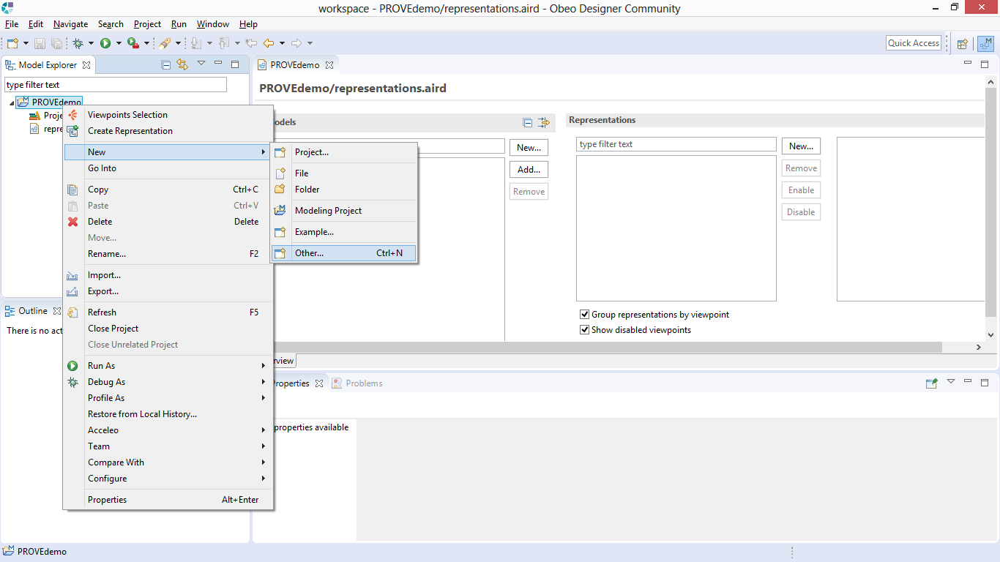 workspace - PROVEdemo/representations.aird - Obeo Designer Community
File Edit Navigate Search Project Run Window Help
Quick Access
Model Explorer
type filter text
PROVEdemo
Proje
repre
Viewpoints Selection
Create Representation
New
Go Into
Copy Ctrl+C
Paste Ctrl+V
Delete Delete
Move...
Rename... F2
Import...
Export...
Refresh F5
Close Project
Close Unrelated Project
Run As
Debug As
Profile As
Restore from Local History...
Acceleo
Team
Compare With
Configure
Properties Alt+Enter
Project...
File
Folder
Modeling Project
Example...
Other... Ctrl+N
Outline
There is no act
PROVEdemo
PROVEdemo/representations.aird
odels
New...
Add...
Remove
Representations
type filter text
New...
Remove
Enable
Disable
Group representations by viewpoint
Show disabled viewpoints
rview
Properties
Problems
properties available
PROVEdemo